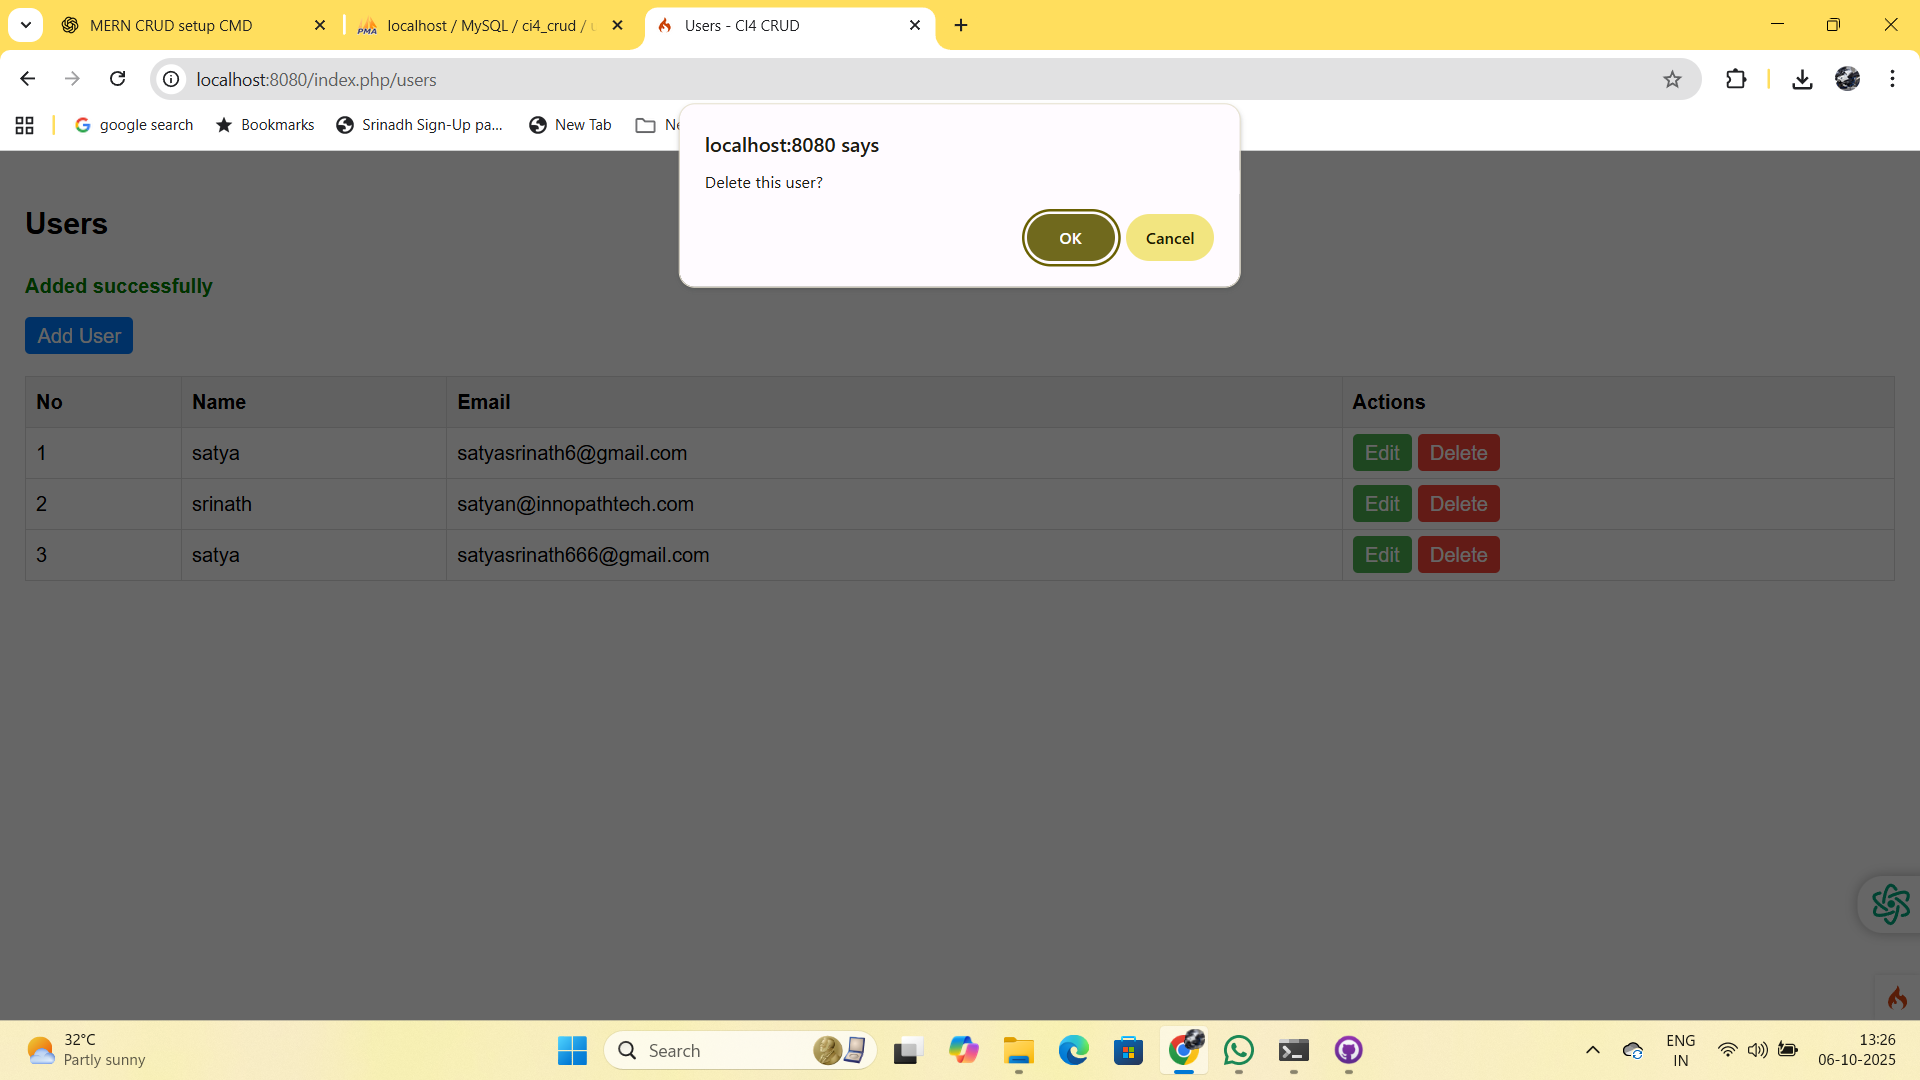 MERN CRUD setup CMD
localhost / MySQL / ci4_crud /
Users - CI4 CRUD
localhost:8080/index.php/users
google search
Bookmarks
Srinadh Sign-Up pa...
New Tab
localhost:8080 says
Delete this user?
OK
Cancel
Users
Added successfully
Add User
No Name Email Actions
1 satya satyasrinath6@gmail.com Edit Delete
2 srinath satyan@innopathtech.com Edit Delete
3 satya satyasrinath666@gmail.com Edit Delete
32°C
Partly sunny
Search
ENG
IN
13:26
06-10-2025